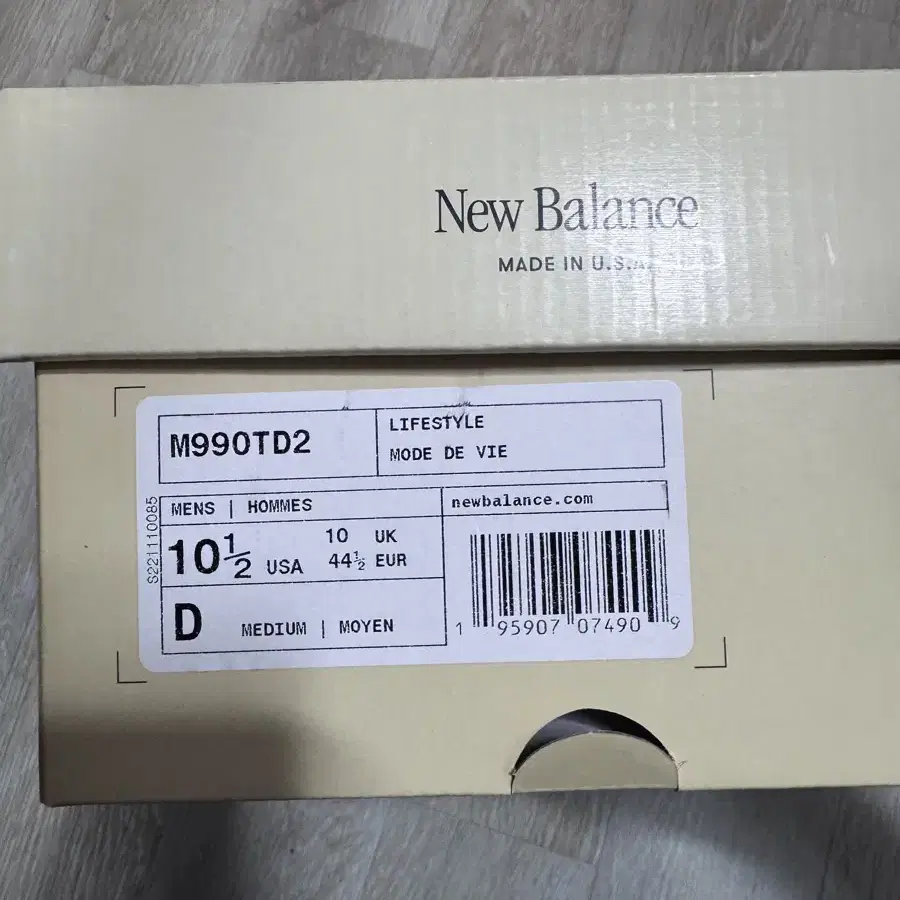 New Balance
MADE IN U.S.A.
M990TD2
LIFESTYLE
MODE DE VIE
S221110085
MENS | HOMMES
newbalance.com
10½ USA
10 UK
44½ EUR
D MEDIUM | MOYEN
1 95907 07490 9